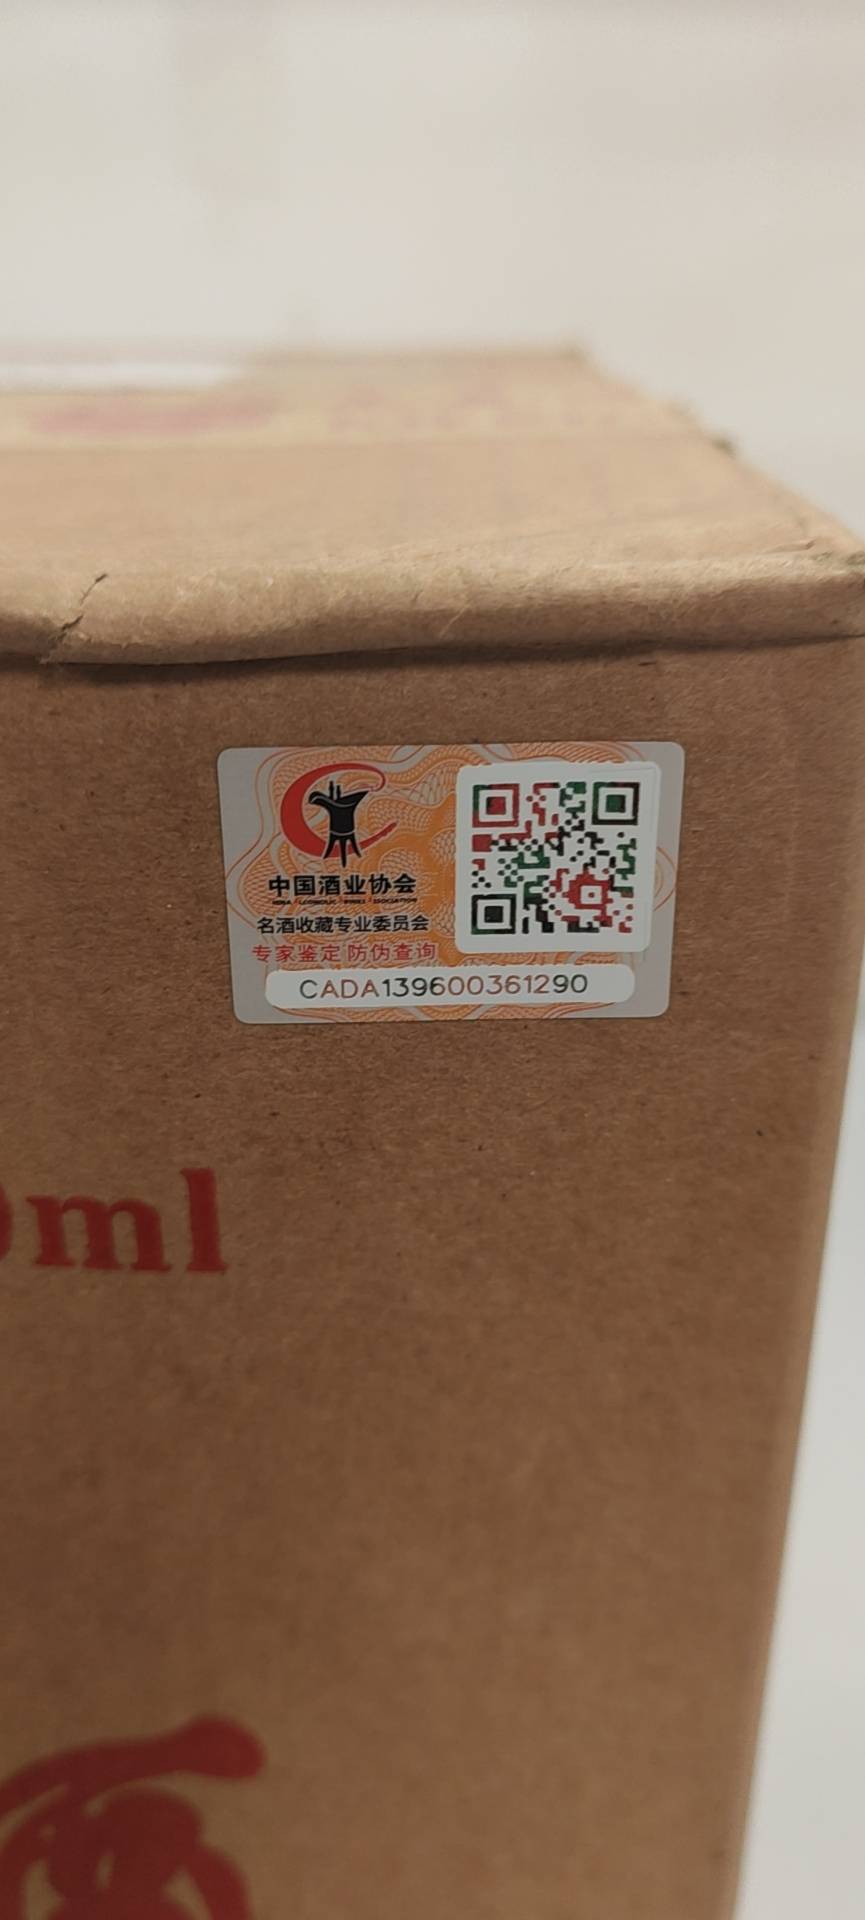 中国酒业协会
名酒收藏专业委员会
专家鉴定 防伪查询
CADA139600361290
ml
酒